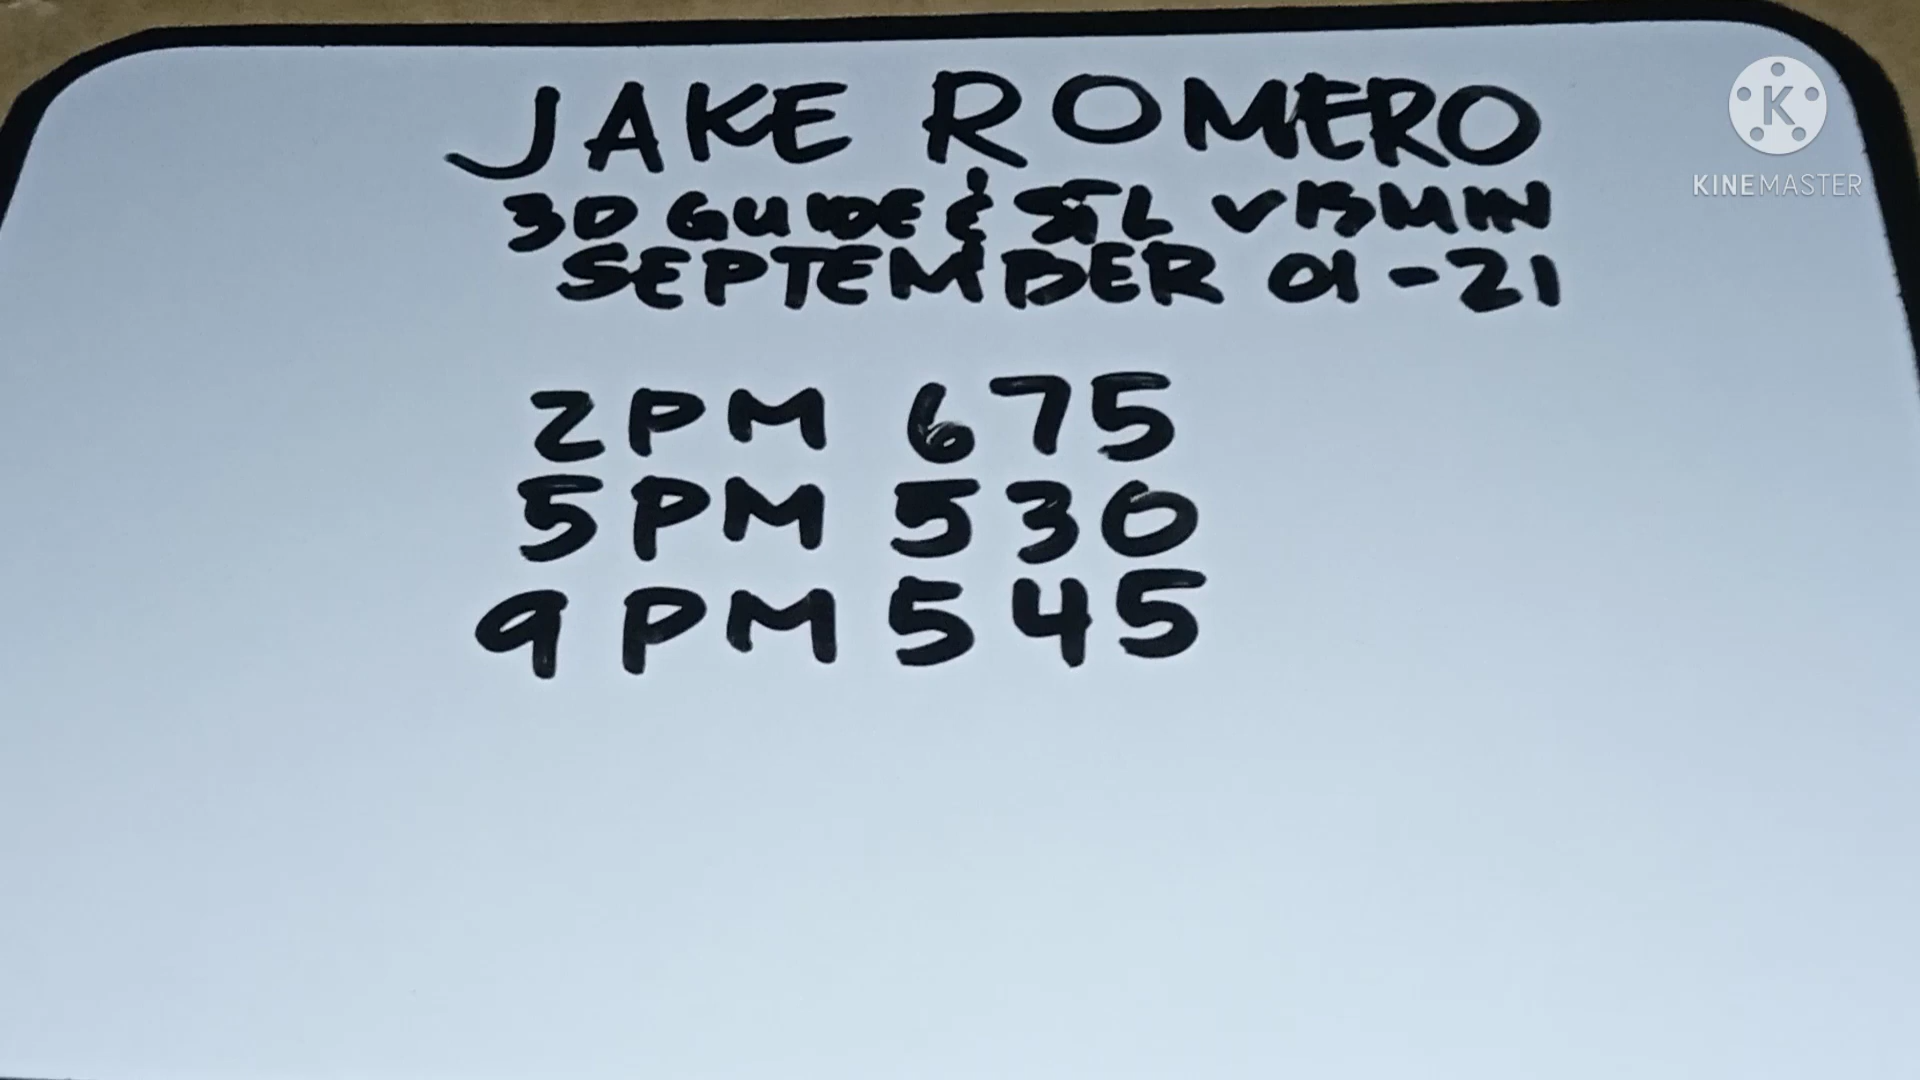 JAKE ROMERO
3D GUIDE & STL VISMIN
SEPTEMBER 01-21
2PM 675
5PM 530
9PM 545
K
KINEMASTER